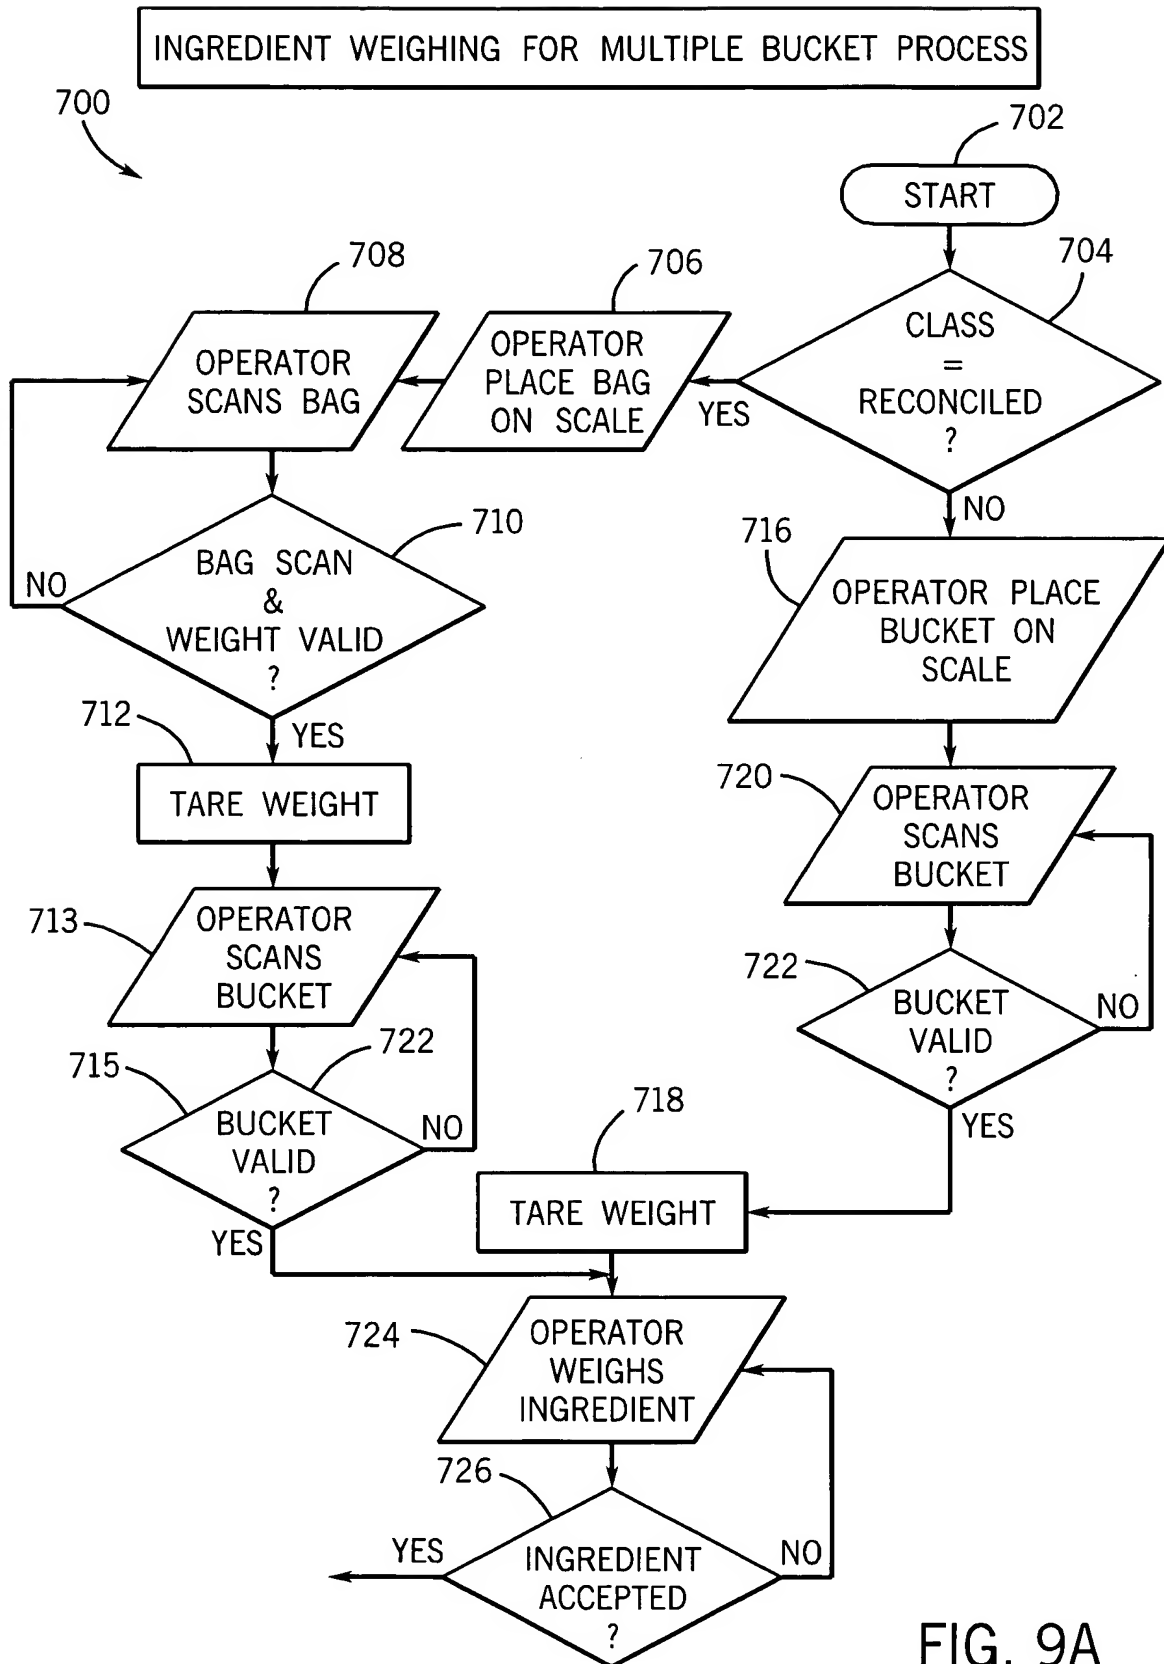 INGREDIENT WEIGHING FOR MULTIPLE BUCKET PROCESS
700
702
START
704
CLASS
=
RECONCILED
?
YES
NO
706
OPERATOR
PLACE BAG
ON SCALE
708
OPERATOR
SCANS BAG
710
BAG SCAN
&
WEIGHT VALID
?
NO
YES
712
TARE WEIGHT
713
OPERATOR
SCANS
BUCKET
715
722
BUCKET
VALID
?
NO
YES
716
OPERATOR PLACE
BUCKET ON
SCALE
720
OPERATOR
SCANS
BUCKET
722
BUCKET
VALID
?
NO
YES
718
TARE WEIGHT
724
OPERATOR
WEIGHS
INGREDIENT
726
INGREDIENT
ACCEPTED
?
YES
NO
FIG. 9A